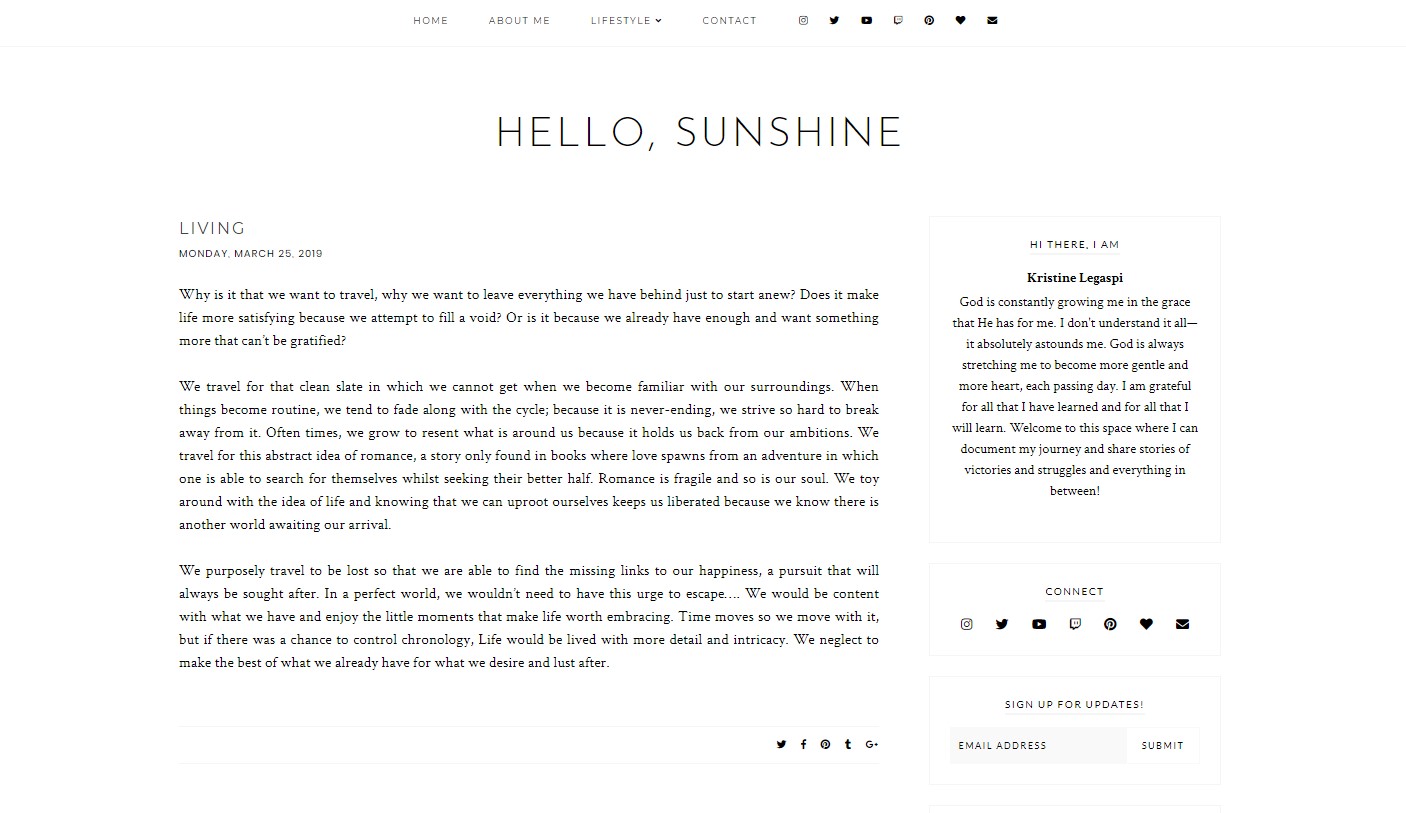 HOME ABOUT ME LIFESTYLE CONTACT
HELLO, SUNSHINE
LIVING
MONDAY, MARCH 25, 2019
Why is it that we want to travel, why we want to leave everything we have behind just to start anew? Does it make
life more satisfying because we attempt to fill a void? Or is it because we already have enough and want something
more that can't be gratified?
We travel for that clean slate in which we cannot get when we become familiar with our surroundings. When
things become routine, we tend to fade along with the cycle; because it is never-ending, we strive so hard to break
away from it. Often times, we grow to resent what is around us because it holds us back from our ambitions. We
travel for this abstract idea of romance, a story only found in books where love spawns from an adventure in which
one is able to search for themselves whilst seeking their better half. Romance is fragile and so is our soul. We toy
around with the idea of life and knowing that we can uproot ourselves keeps us liberated because we know there is
another world awaiting our arrival.
We purposely travel to be lost so that we are able to find the missing links to our happiness, a pursuit that will
always be sought after. In a perfect world, we wouldn't need to have this urge to escape.... We would be content
with what we have and enjoy the little moments that make life worth embracing. Time moves so we move with it,
but if there was a chance to control chronology, Life would be lived with more detail and intricacy. We neglect to
make the best of what we already have for what we desire and lust after.
HI THERE, I AM
Kristine Legaspi
God is constantly growing me in the grace
that He has for me. I don't understand it all—
it absolutely astounds me. God is always
stretching me to become more gentle and
more heart, each passing day. I am grateful
for all that I have learned and for all that I
will learn. Welcome to this space where I can
document my journey and share stories of
victories and struggles and everything in
between!
CONNECT
SIGN UP FOR UPDATES!
EMAIL ADDRESS SUBMIT